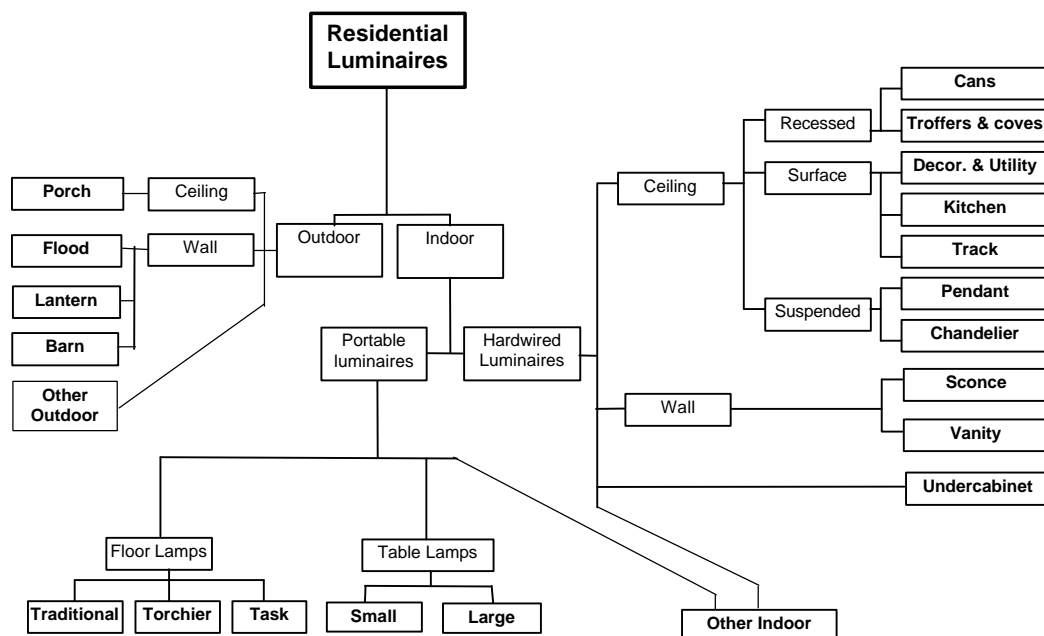 Residential
Luminaires
Outdoor
Indoor
Ceiling
Porch
Wall
Flood
Lantern
Barn
Other
Outdoor
Portable
luminaires
Hardwired
Luminaires
Ceiling
Recessed
Cans
Troffers & coves
Surface
Decor. & Utility
Kitchen
Track
Suspended
Pendant
Chandelier
Wall
Sconce
Vanity
Undercabinet
Floor Lamps
Traditional
Torchier
Task
Table Lamps
Small
Large
Other Indoor